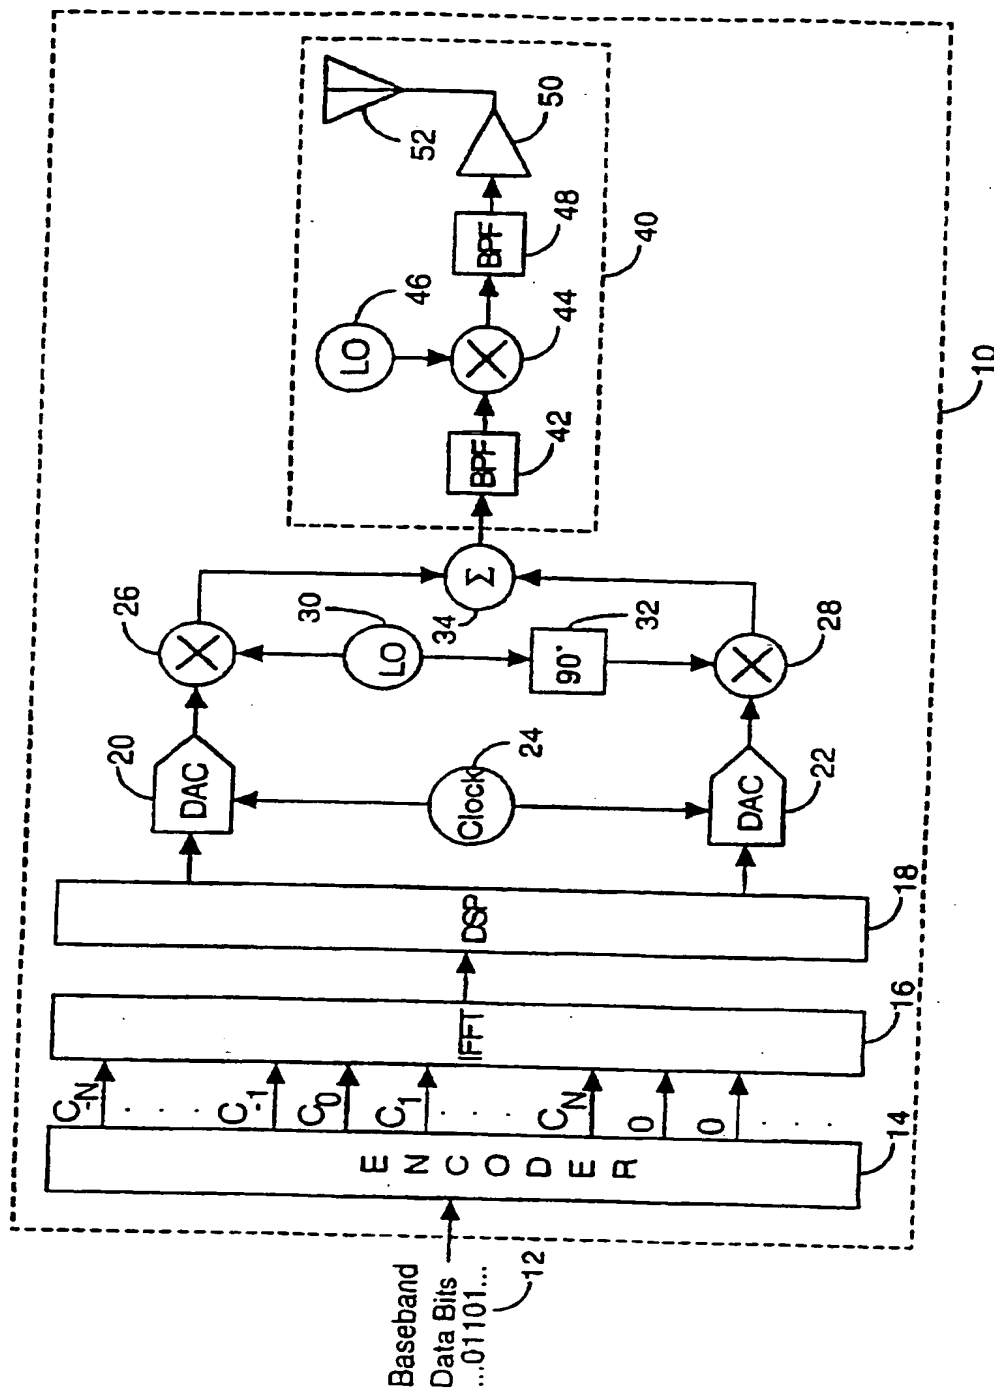 Baseband
Data Bits
...01101...
12
ENCODER
14
C-N
. . . .
C-1
C0
C1
. . . .
CN
0
0
. . . .
IFFT
16
DSP
18
DAC
20
Clock
24
DAC
22
26
LO
30
90°
32
28
Σ
34
BPF
42
LO
46
44
BPF
48
50
52
40
10